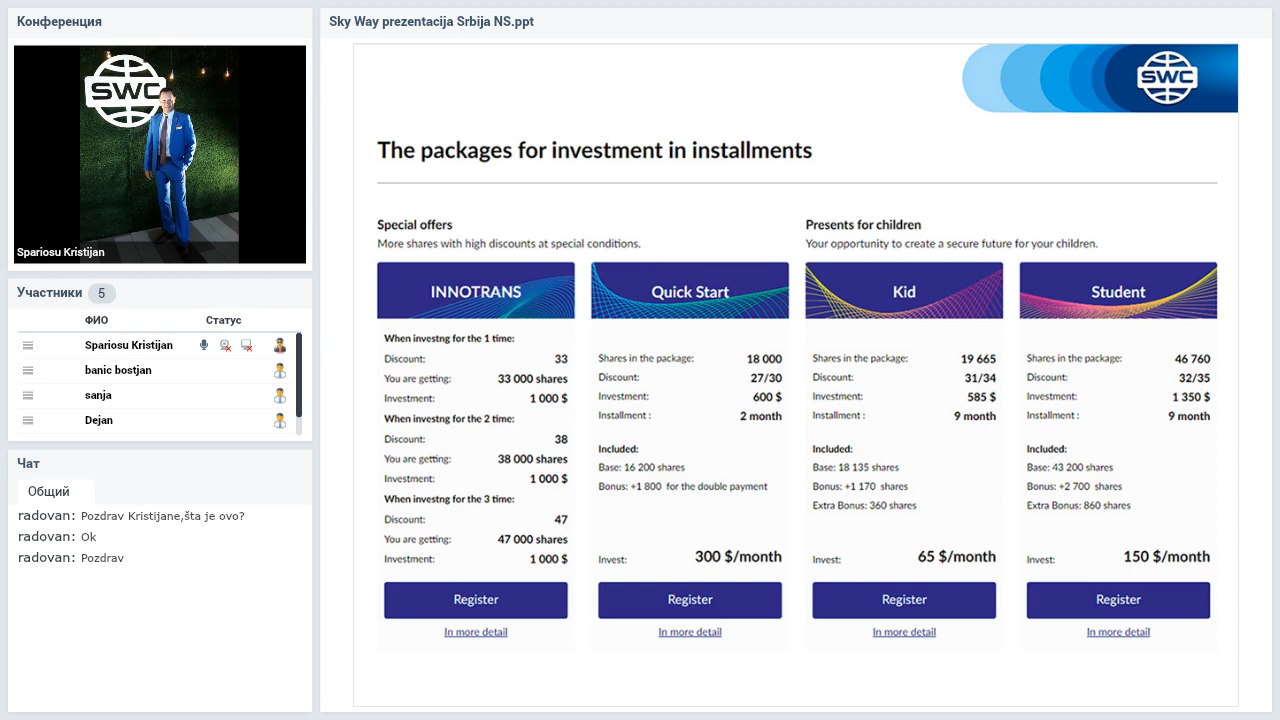 Конференция
SWC
Spariosu Kristijan
Участники 5
ФИО Статус
Spariosu Kristijan
banic bostjan
sanja
Dejan
Чат
Общий
radovan: Pozdrav Kristijane,šta je ovo?
radovan: Ok
radovan: Pozdrav
Sky Way prezentacija Srbija NS.ppt
SWC
The packages for investment in installments
Special offers
More shares with high discounts at special conditions.
Presents for children
Your opportunity to create a secure future for your children.
INNOTRANS
When investng for the 1 time:
Discount: 33
You are getting: 33 000 shares
Investment: 1 000 $
When investng for the 2 time:
Discount: 38
You are getting: 38 000 shares
Investment: 1 000 $
When investng for the 3 time:
Discount: 47
You are getting: 47 000 shares
Investment: 1 000 $
Register
In more detail
Quick Start
Shares in the package: 18 000
Discount: 27/30
Investment: 600 $
Installment : 2 month
Included:
Base: 16 200 shares
Bonus: +1 800 for the double payment
Invest: 300 $/month
Register
In more detail
Kid
Shares in the package: 19 665
Discount: 31/34
Investment: 585 $
Installment : 9 month
Included:
Base: 18 135 shares
Bonus: +1 170 shares
Extra Bonus: 360 shares
Invest: 65 $/month
Register
In more detail
Student
Shares in the package: 46 760
Discount: 32/35
Investment: 1 350 $
Installment : 9 month
Included:
Base: 43 200 shares
Bonus: +2 700 shares
Extra Bonus: 860 shares
Invest: 150 $/month
Register
In more detail